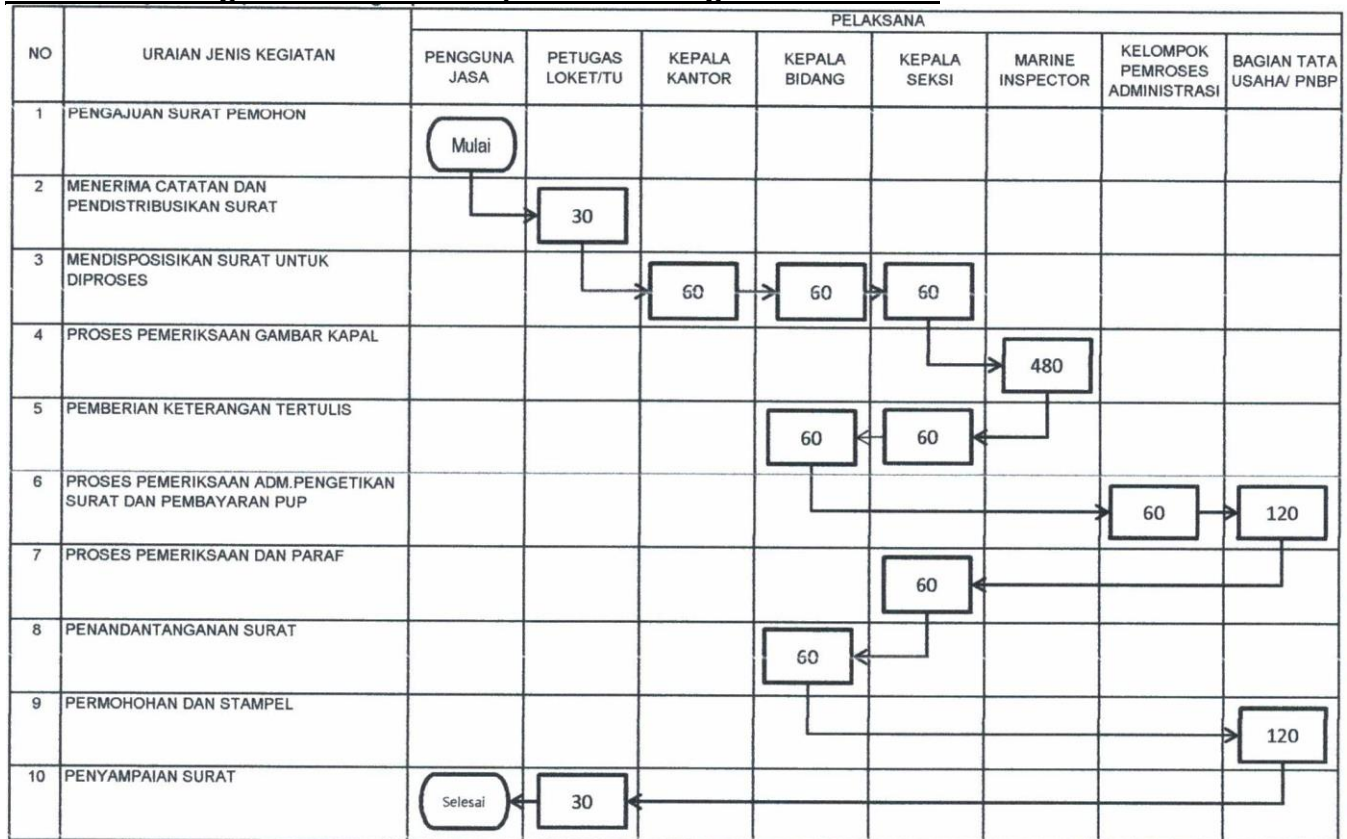 PELAKSANA
NO
URAIAN JENIS KEGIATAN
PENGGUNA
JASA
PETUGAS
LOKET/TU
KEPALA
KANTOR
KEPALA
BIDANG
KEPALA
SEKSI
MARINE
INSPECTOR
KELOMPOK
PEMROSES
ADMINISTRASI
BAGIAN TATA
USAHA/ PNBP
1
PENGAJUAN SURAT PEMOHON
Mulai
2
MENERIMA CATATAN DAN
PENDISTRIBUSIKAN SURAT
30
3
MENDISPOSISIKAN SURAT UNTUK
DIPROSES
60
60
60
4
PROSES PEMERIKSAAN GAMBAR KAPAL
480
5
PEMBERIAN KETERANGAN TERTULIS
60
60
6
PROSES PEMERIKSAAN ADM.PENGETIKAN
SURAT DAN PEMBAYARAN PUP
60
120
7
PROSES PEMERIKSAAN DAN PARAF
60
8
PENANDANTANGANAN SURAT
60
9
PERMOHOHAN DAN STAMPEL
120
10
PENYAMPAIAN SURAT
Selesai
30